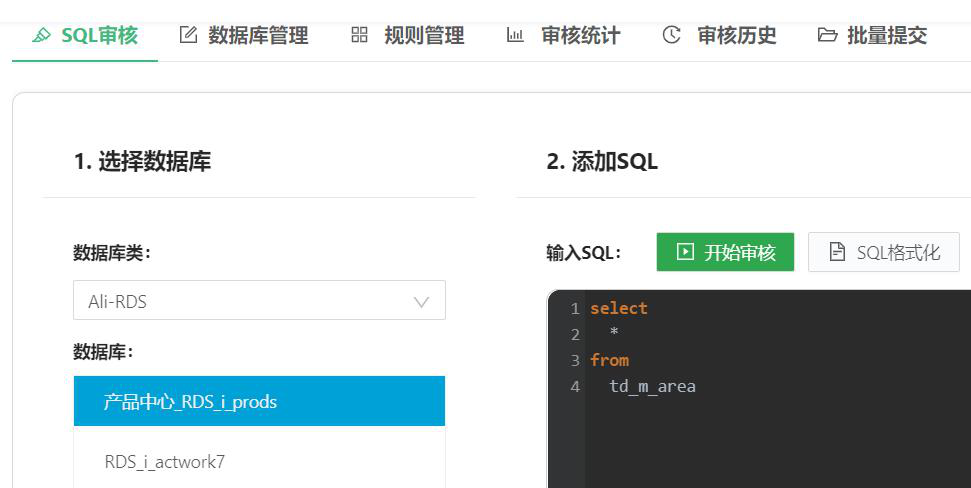 SQL审核 数据库管理 规则管理 审核统计 审核历史 批量提交
1. 选择数据库
数据库类：
Ali-RDS
数据库：
产品中心_RDS_i_prods
RDS_i_actwork7
2. 添加SQL
输入SQL： 开始审核 SQL格式化
1 select
2 *
3 from
4 td_m_area